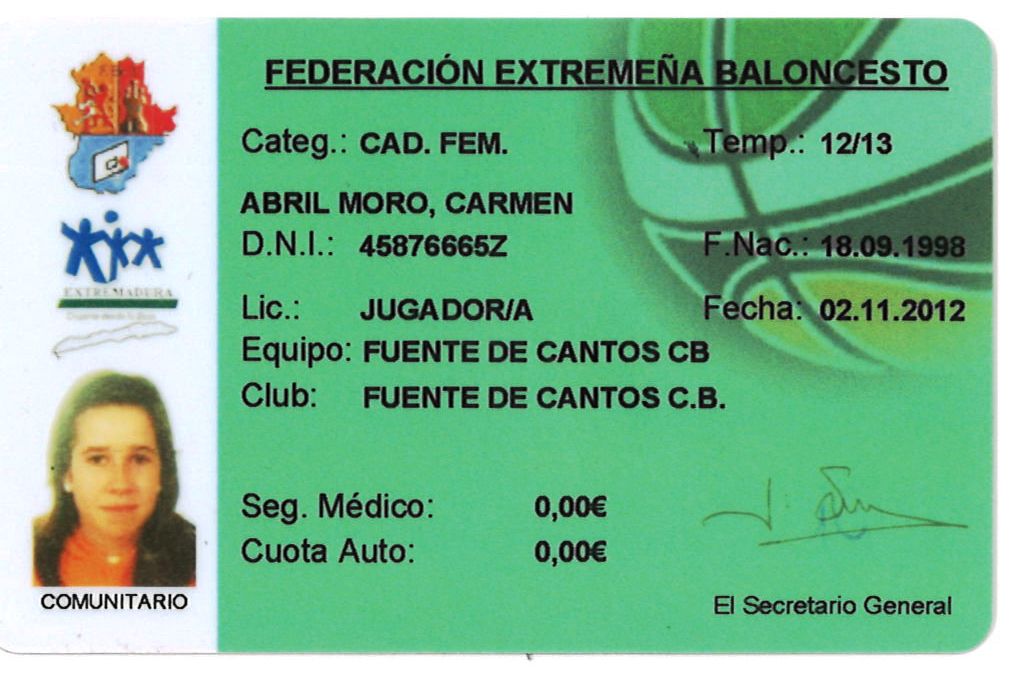 FEDERACIÓN EXTREMEÑA BALONCESTO
Categ.: CAD. FEM. Temp.: 12/13
ABRIL MORO, CARMEN
D.N.I.: 45876665Z F.Nac.: 18.09.1998
Lic.: JUGADOR/A Fecha: 02.11.2012
Equipo: FUENTE DE CANTOS CB
Club: FUENTE DE CANTOS C.B.
Seg. Médico: 0,00€
Cuota Auto: 0,00€
El Secretario General
EXTREMADURA
COMUNITARIO